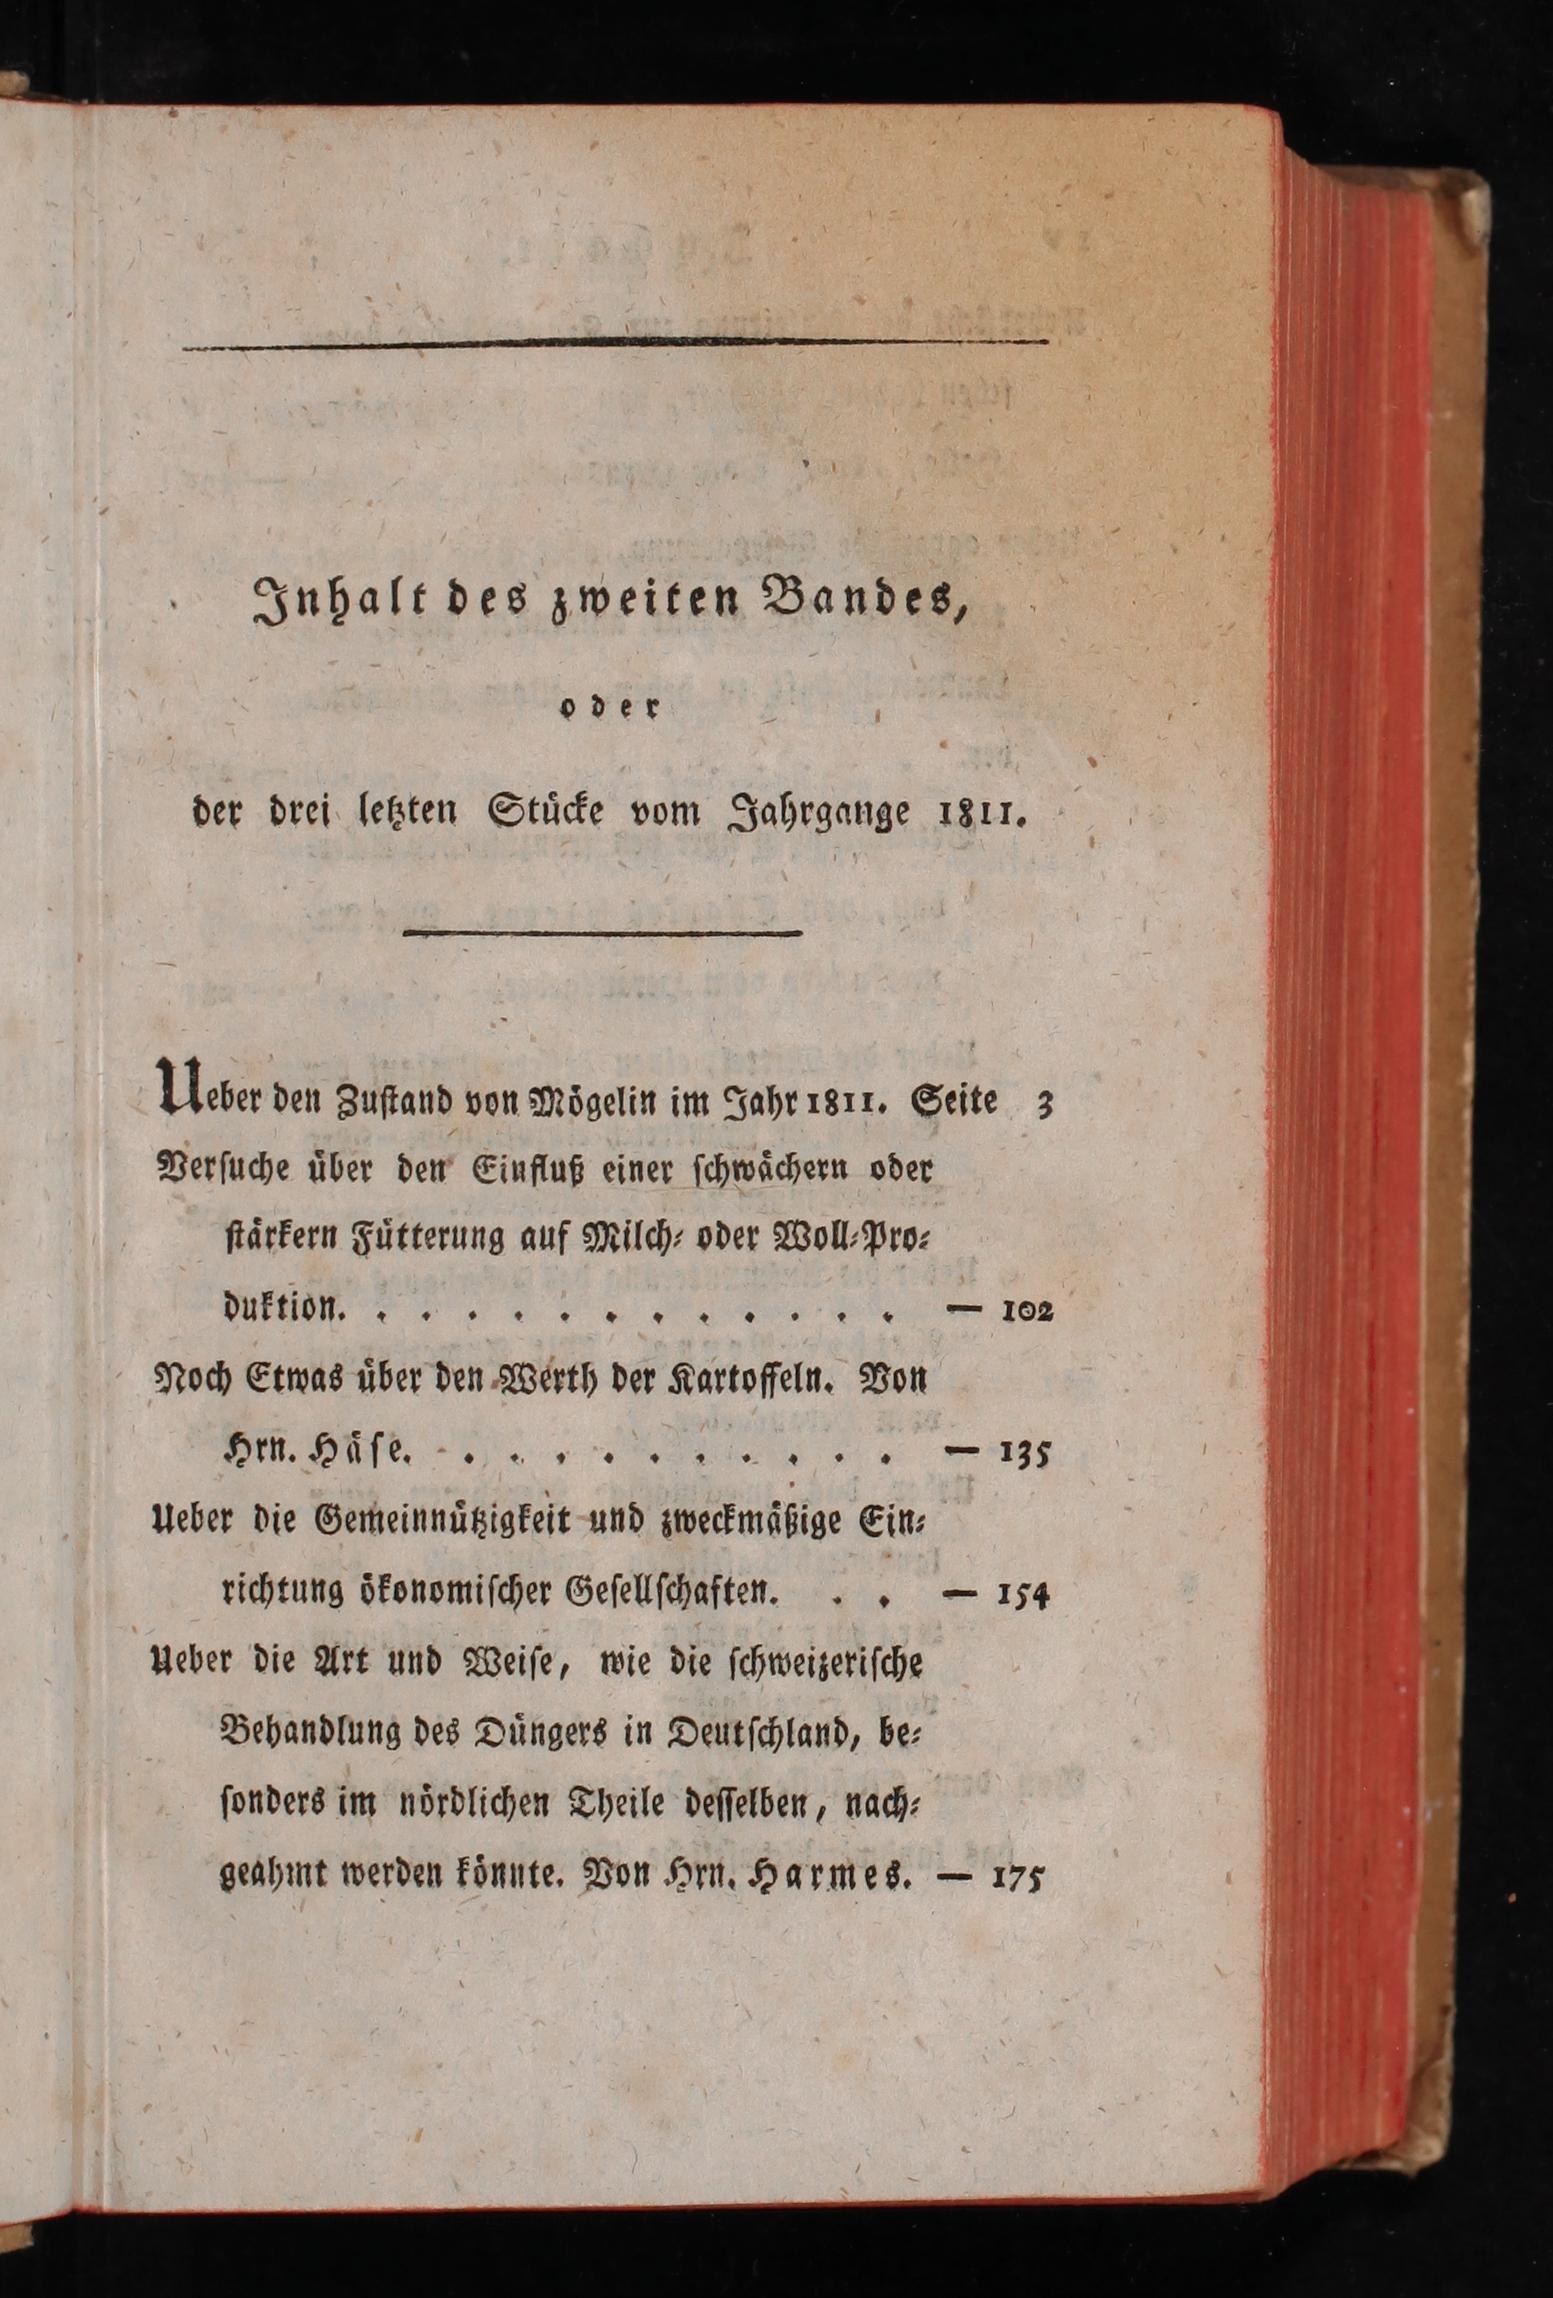 Inhalt des zweiten Bandes,
oder
der drei letzten Stücke vom Jahrgange 1811.
Ueber den Zustand von Mögelin im Jahr 1811. Seite 3
Verſuche über den Einfluß einer ſchwächern oder
ſtärkern Fütterung auf Milch- oder Woll-Pro-
duktion. . . . . . . . . . . . . — 102
Noch Etwas über den Werth der Kartoffeln. Von
Hrn. Häſe. . . . . . . . . . . — 135
Ueber die Gemeinnützigkeit und zweckmäßige Ein-
richtung ökonomiſcher Geſellſchaften. . . — 154
Ueber die Art und Weiſe, wie die ſchweizeriſche
Behandlung des Düngers in Deutſchland, be-
ſonders im nördlichen Theile deſſelben, nach-
geahmt werden könnte. Von Hrn. Harmes. — 175